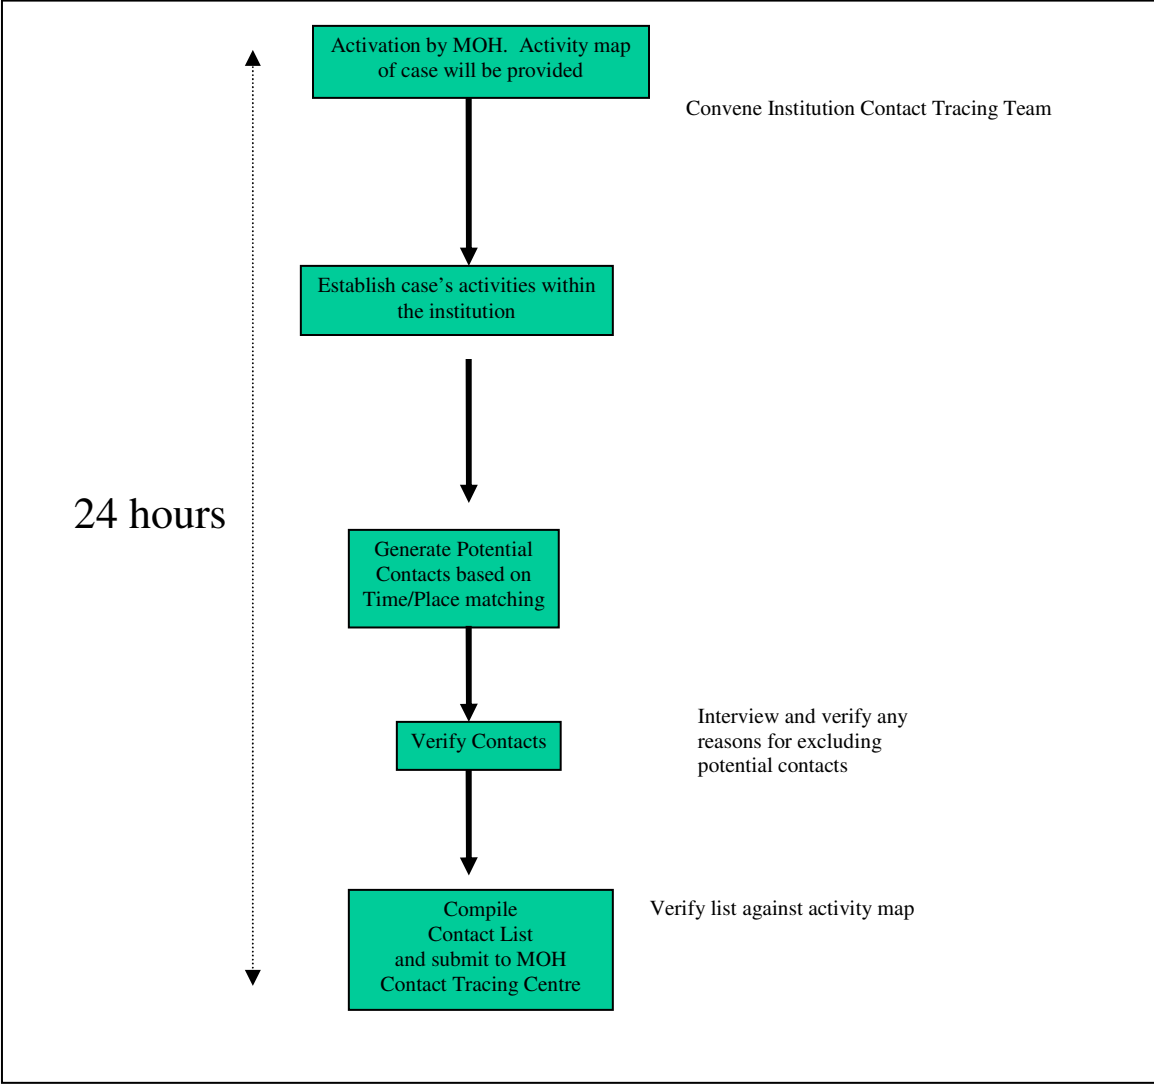 Activation by MOH.  Activity map
of case will be provided
Convene Institution Contact Tracing Team
Establish case’s activities within
the institution
24 hours
Generate Potential
Contacts based on
Time/Place matching
Verify Contacts
Interview and verify any
reasons for excluding
potential contacts
Compile
Contact List
and submit to MOH
Contact Tracing Centre
Verify list against activity map